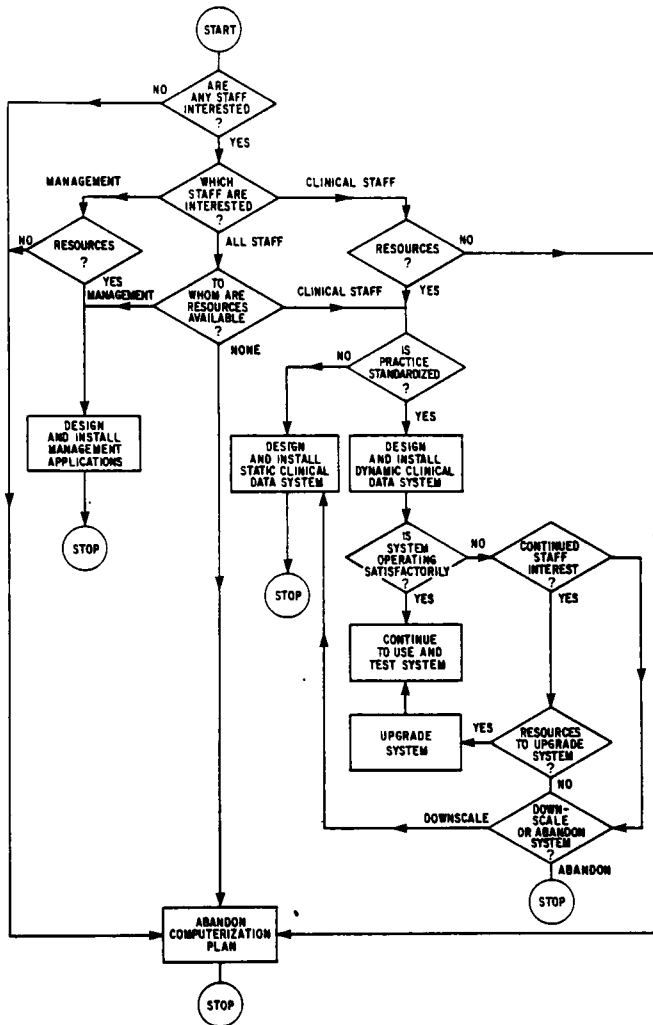 START
NO
ARE
ANY STAFF
INTERESTED
?
YES
MANAGEMENT
WHICH
STAFF ARE
INTERESTED
?
CLINICAL STAFF
NO
RESOURCES
?
ALL STAFF
RESOURCES
?
NO
YES
MANAGEMENT
TO
WHOM ARE
RESOURCES
AVAILABLE
?
CLINICAL STAFF
YES
NONE
NO
IS
PRACTICE
STANDARDIZED
?
YES
DESIGN
AND INSTALL
MANAGEMENT
APPLICATIONS
DESIGN
AND INSTALL
STATIC CLINICAL
DATA SYSTEM
DESIGN
AND INSTALL
DYNAMIC CLINICAL
DATA SYSTEM
STOP
STOP
IS
SYSTEM
OPERATING
SATISFACTORILY
?
NO
CONTINUED
STAFF
INTEREST
?
YES
YES
CONTINUE
TO USE AND
TEST SYSTEM
UPGRADE
SYSTEM
YES
RESOURCES
TO UPGRADE
SYSTEM
?
NO
DOWNSCALE
DOWN-
SCALE
OR ABANDON
SYSTEM
?
ABANDON
STOP
ABANDON
COMPUTERIZATION
PLAN
STOP